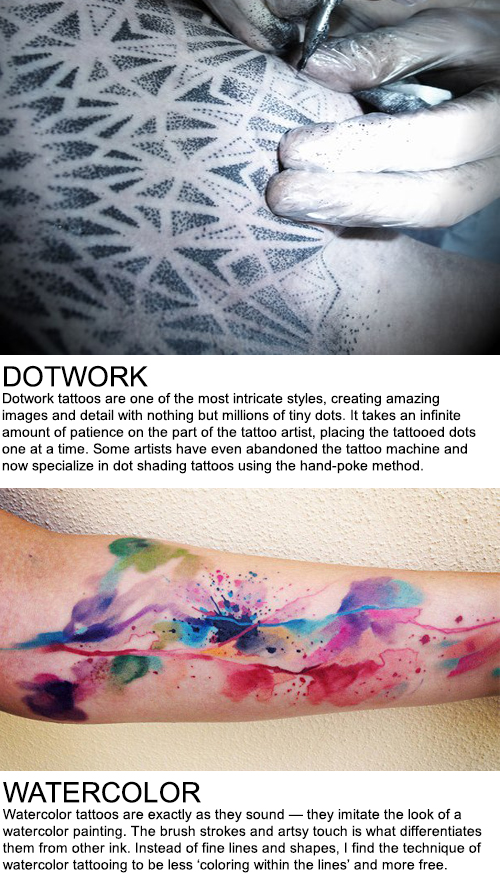 DOTWORK
Dotwork tattoos are one of the most intricate styles, creating amazing
images and detail with nothing but millions of tiny dots. It takes an infinite
amount of patience on the part of the tattoo artist, placing the tattooed dots
one at a time. Some artists have even abandoned the tattoo machine and
now specialize in dot shading tattoos using the hand-poke method.
WATERCOLOR
Watercolor tattoos are exactly as they sound — they imitate the look of a
watercolor painting. The brush strokes and artsy touch is what differentiates
them from other ink. Instead of fine lines and shapes, I find the technique of
watercolor tattooing to be less ‘coloring within the lines’ and more free.